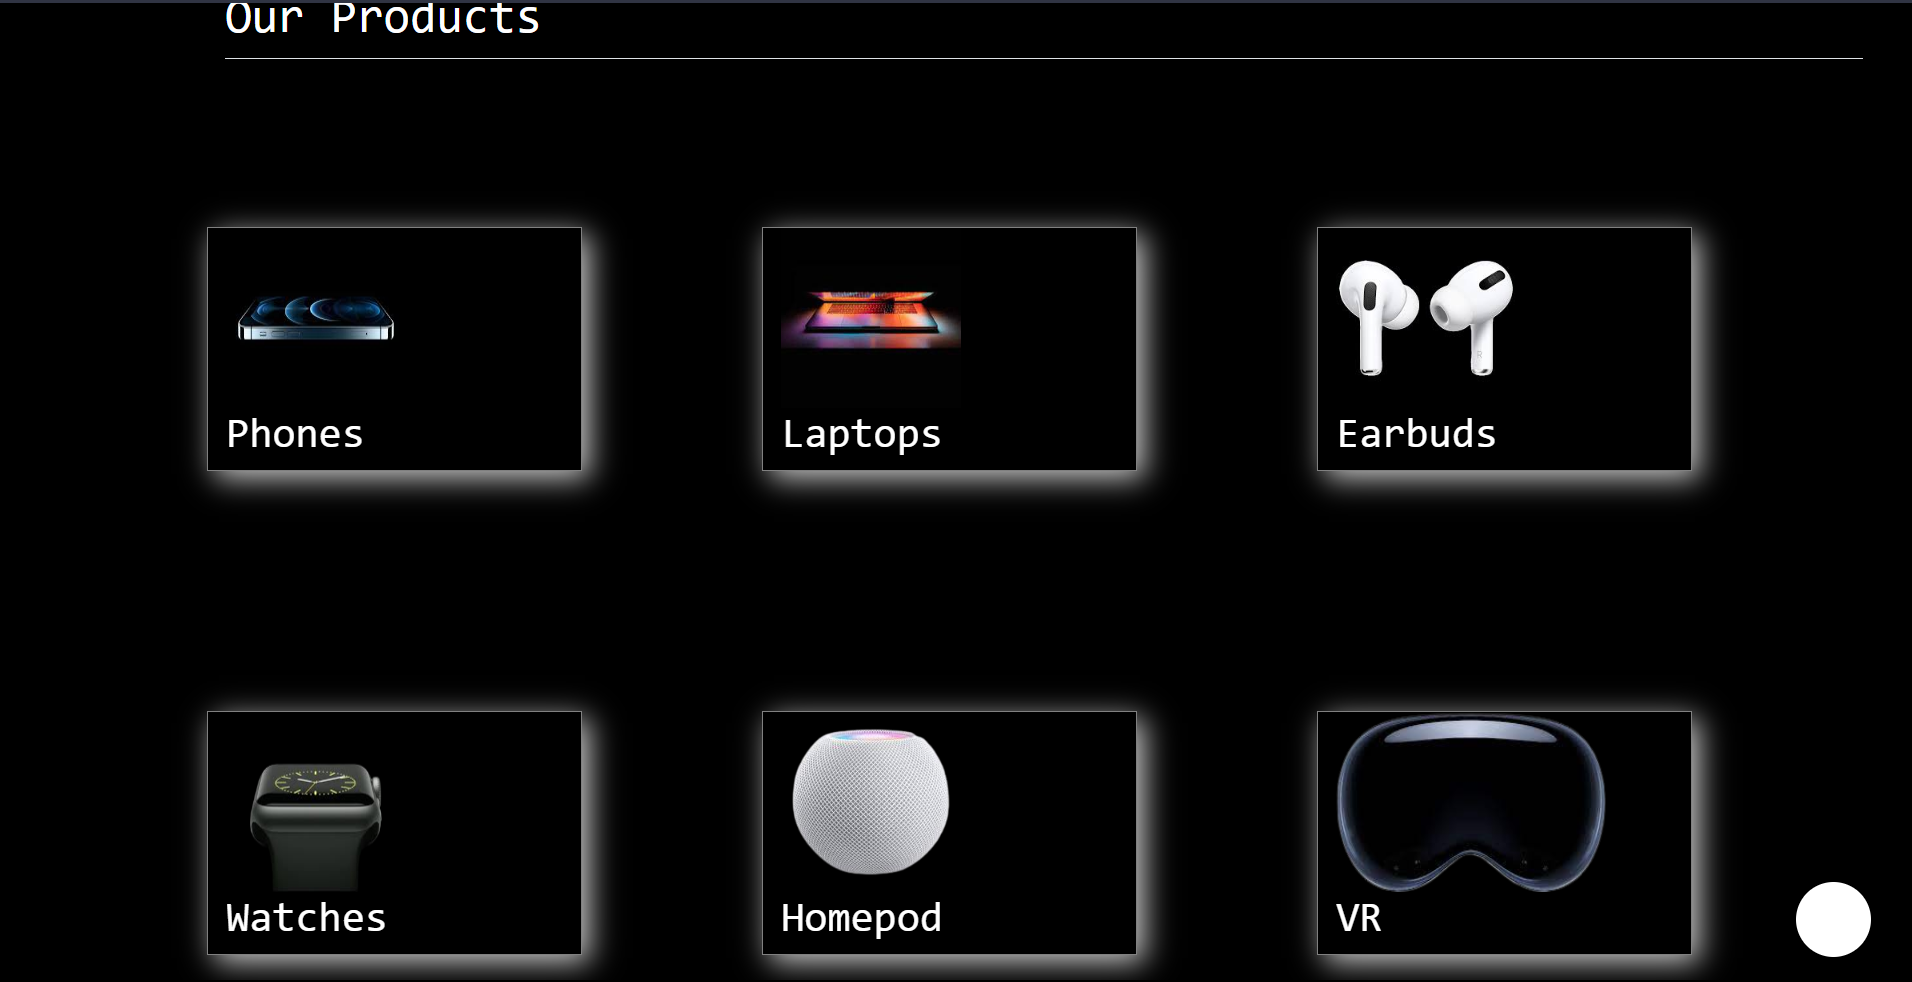 Our Products
Phones
Laptops
Earbuds
Watches
Homepod
VR